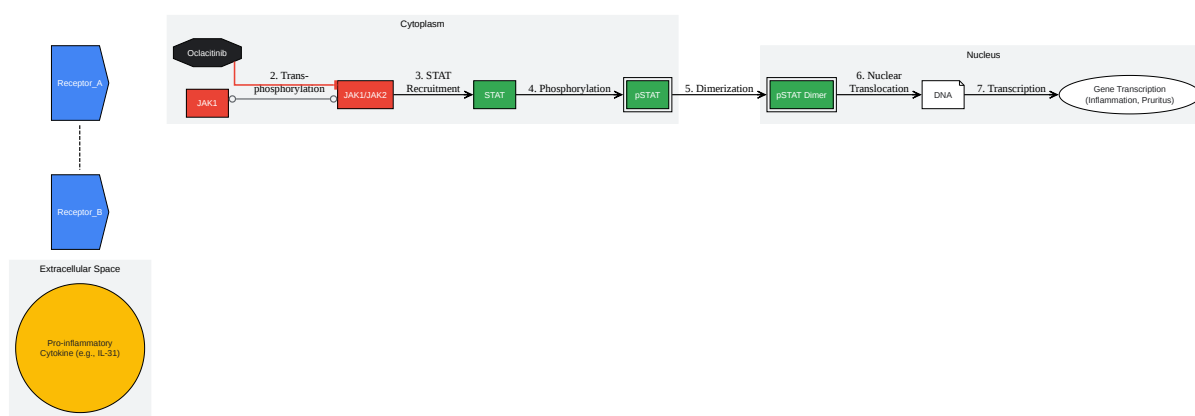 Cytoplasm
Oclacitinib
Nucleus
Receptor_A
2. Trans-
phosphorylation
3. STAT
Recruitment
6. Nuclear
Translocation
JAK1
JAK1/JAK2
STAT
4. Phosphorylation
pSTAT
5. Dimerization
pSTAT Dimer
DNA
7. Transcription
Gene Transcription
(Inflammation, Pruritus)
Receptor_B
Extracellular Space
Pro-inflammatory
Cytokine (e.g., IL-31)